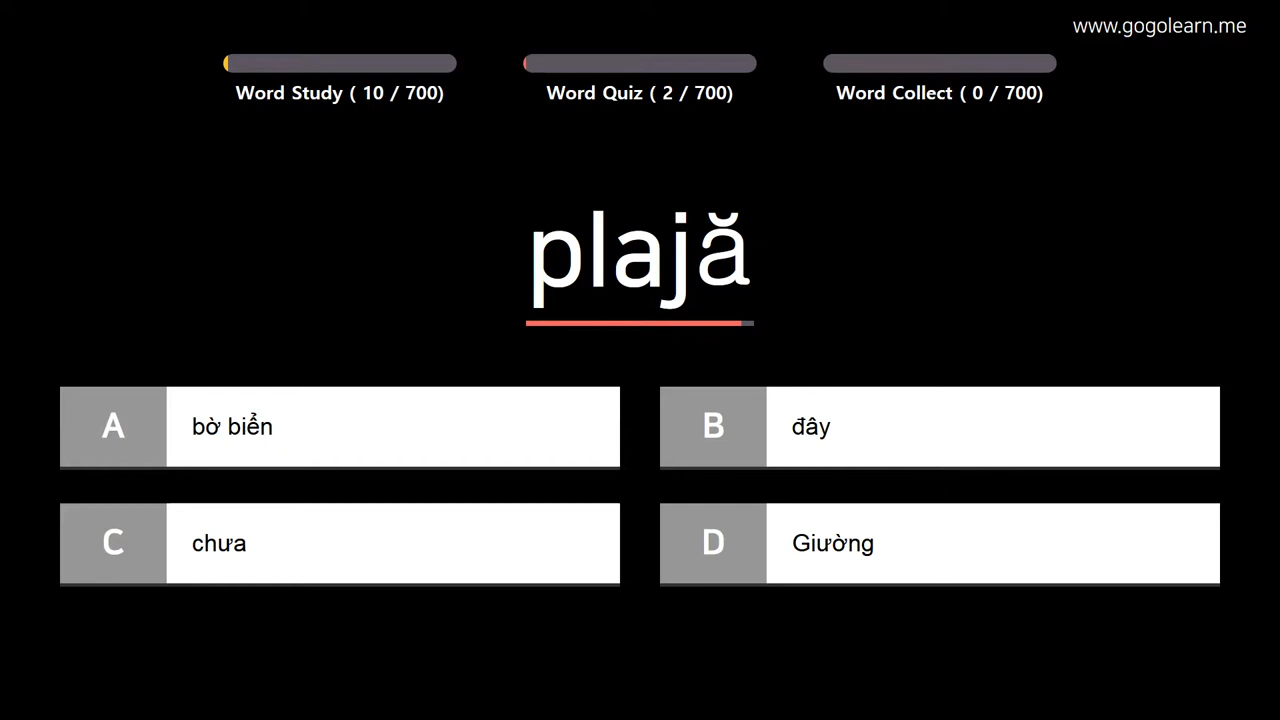 www.gogolearn.me
Word Study ( 10 / 700)
Word Quiz ( 2 / 700)
Word Collect ( 0 / 700)
plajă
A bờ biển
B đây
C chưa
D Giường